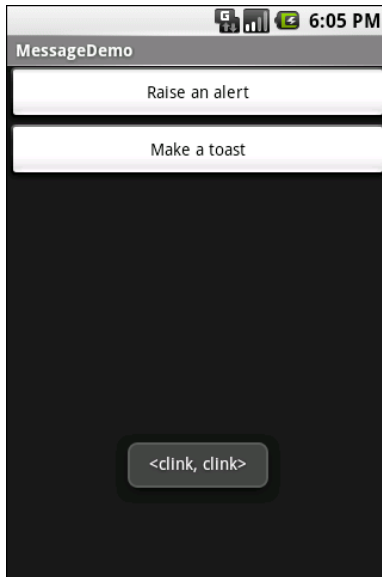 6:05 PM
MessageDemo
Raise an alert
Make a toast
<clink, clink>